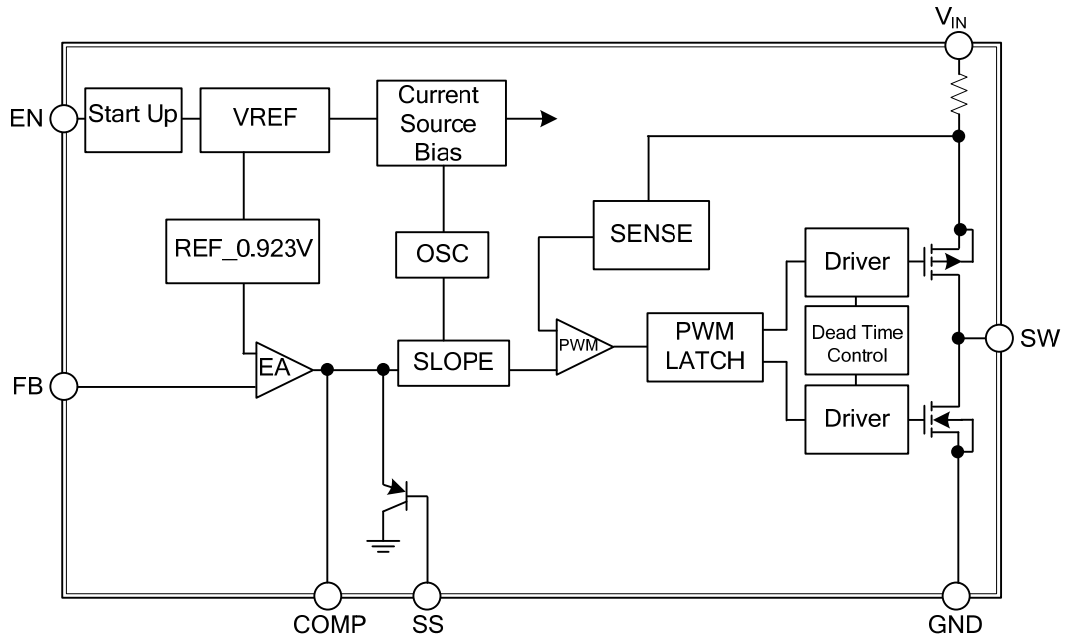 VIN
EN
Start Up
VREF
Current
Source
Bias
REF_0.923V
OSC
SENSE
Driver
PWM
PWM
LATCH
Dead Time
Control
SW
EA
SLOPE
FB
Driver
COMP
SS
GND